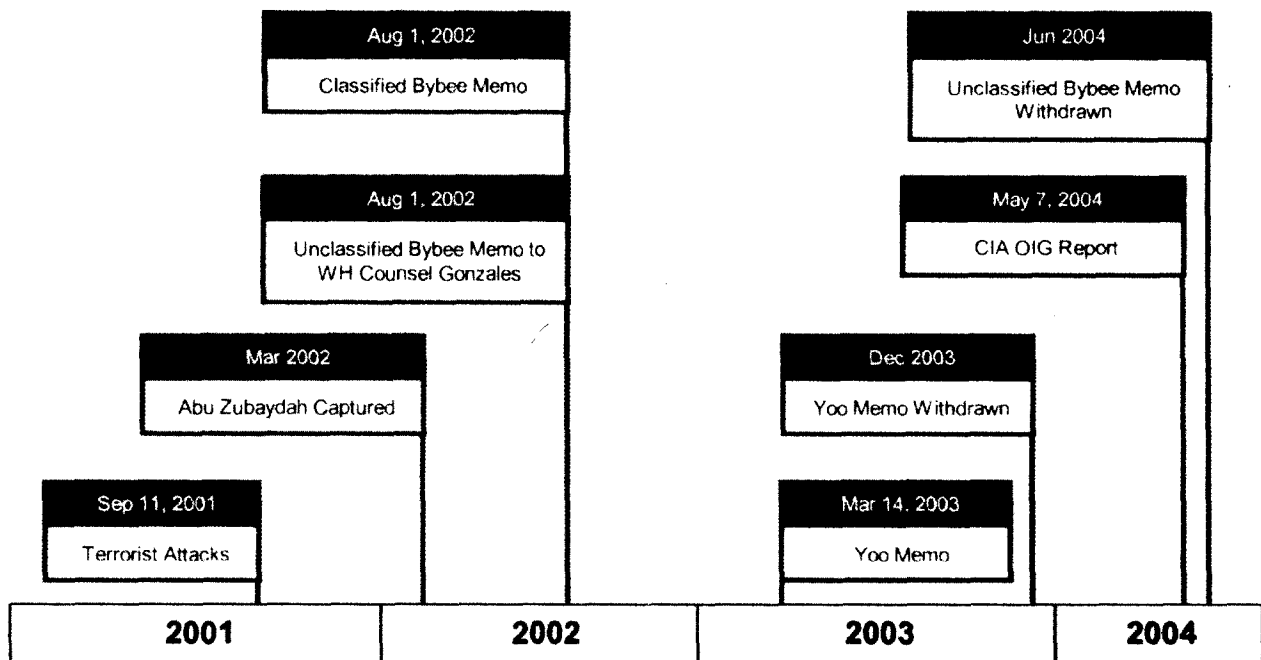 Aug 1, 2002
Classified Bybee Memo
Jun 2004
Unclassified Bybee Memo
Withdrawn
Aug 1, 2002
Unclassified Bybee Memo to
WH Counsel Gonzales
May 7, 2004
CIA OIG Report
Mar 2002
Abu Zubaydah Captured
Dec 2003
Yoo Memo Withdrawn
Sep 11, 2001
Terrorist Attacks
Mar 14, 2003
Yoo Memo
2001
2002
2003
2004